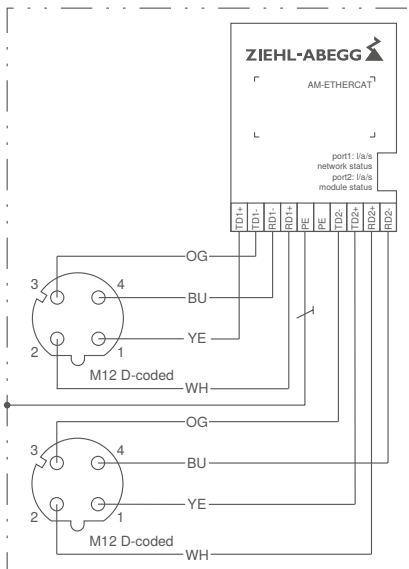 ZIEHL-ABEGG
AM-ETHERCAT
port1: l/a/s
network status
port2: l/a/s
module status
TD1+ TD1- RD1- RD1+ PE PE TD2- TD2+ RD2+ RD2-
OG
3 4
BU
YE
2 1
M12 D-coded
WH
OG
3 4
BU
YE
2 1
M12 D-coded
WH